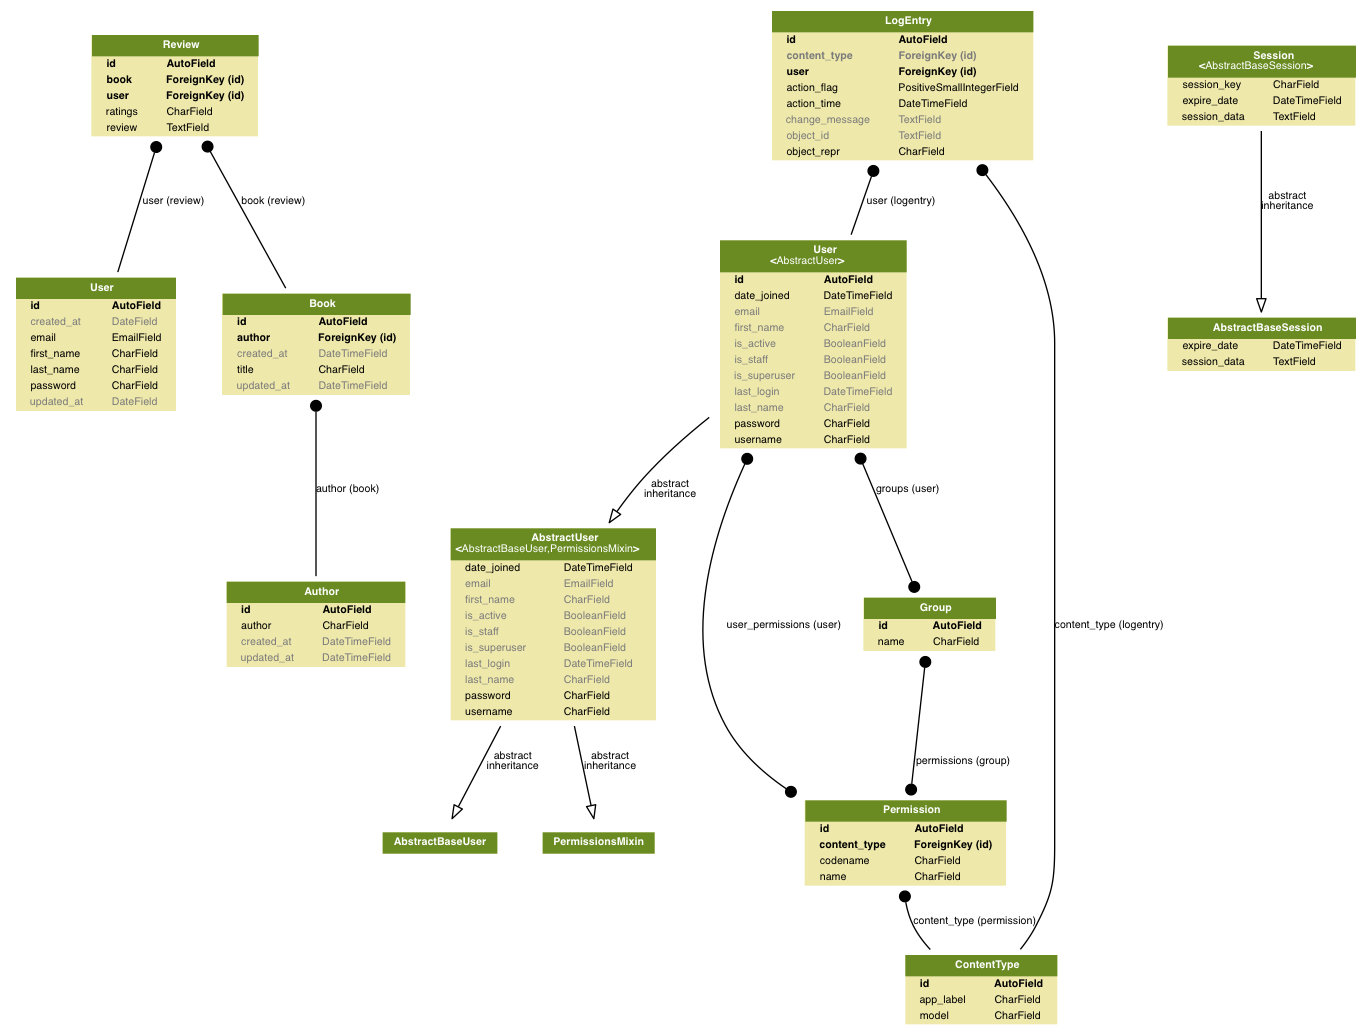 Review
id AutoField
book ForeignKey (id)
user ForeignKey (id)
ratings CharField
review TextField
user (review)
book (review)
User
id AutoField
created_at DateField
email EmailField
first_name CharField
last_name CharField
password CharField
updated_at DateField
Book
id AutoField
author ForeignKey (id)
created_at DateTimeField
title CharField
updated_at DateTimeField
author (book)
Author
id AutoField
author CharField
created_at DateTimeField
updated_at DateTimeField
LogEntry
id AutoField
content_type ForeignKey (id)
user ForeignKey (id)
action_flag PositiveSmallIntegerField
action_time DateTimeField
change_message TextField
object_id TextField
object_repr CharField
user (logentry)
User
<AbstractUser>
id AutoField
date_joined DateTimeField
email EmailField
first_name CharField
is_active BooleanField
is_staff BooleanField
is_superuser BooleanField
last_login DateTimeField
last_name CharField
password CharField
username CharField
abstract
inheritance
groups (user)
AbstractUser
<AbstractBaseUser,PermissionsMixin>
date_joined DateTimeField
email EmailField
first_name CharField
is_active BooleanField
is_staff BooleanField
is_superuser BooleanField
last_login DateTimeField
last_name CharField
password CharField
username CharField
abstract
inheritance
abstract
inheritance
AbstractBaseUser
PermissionsMixin
user_permissions (user)
Group
id AutoField
name CharField
content_type (logentry)
permissions (group)
Permission
id AutoField
content_type ForeignKey (id)
codename CharField
name CharField
content_type (permission)
ContentType
id AutoField
app_label CharField
model CharField
Session
<AbstractBaseSession>
session_key CharField
expire_date DateTimeField
session_data TextField
abstract
inheritance
AbstractBaseSession
expire_date DateTimeField
session_data TextField